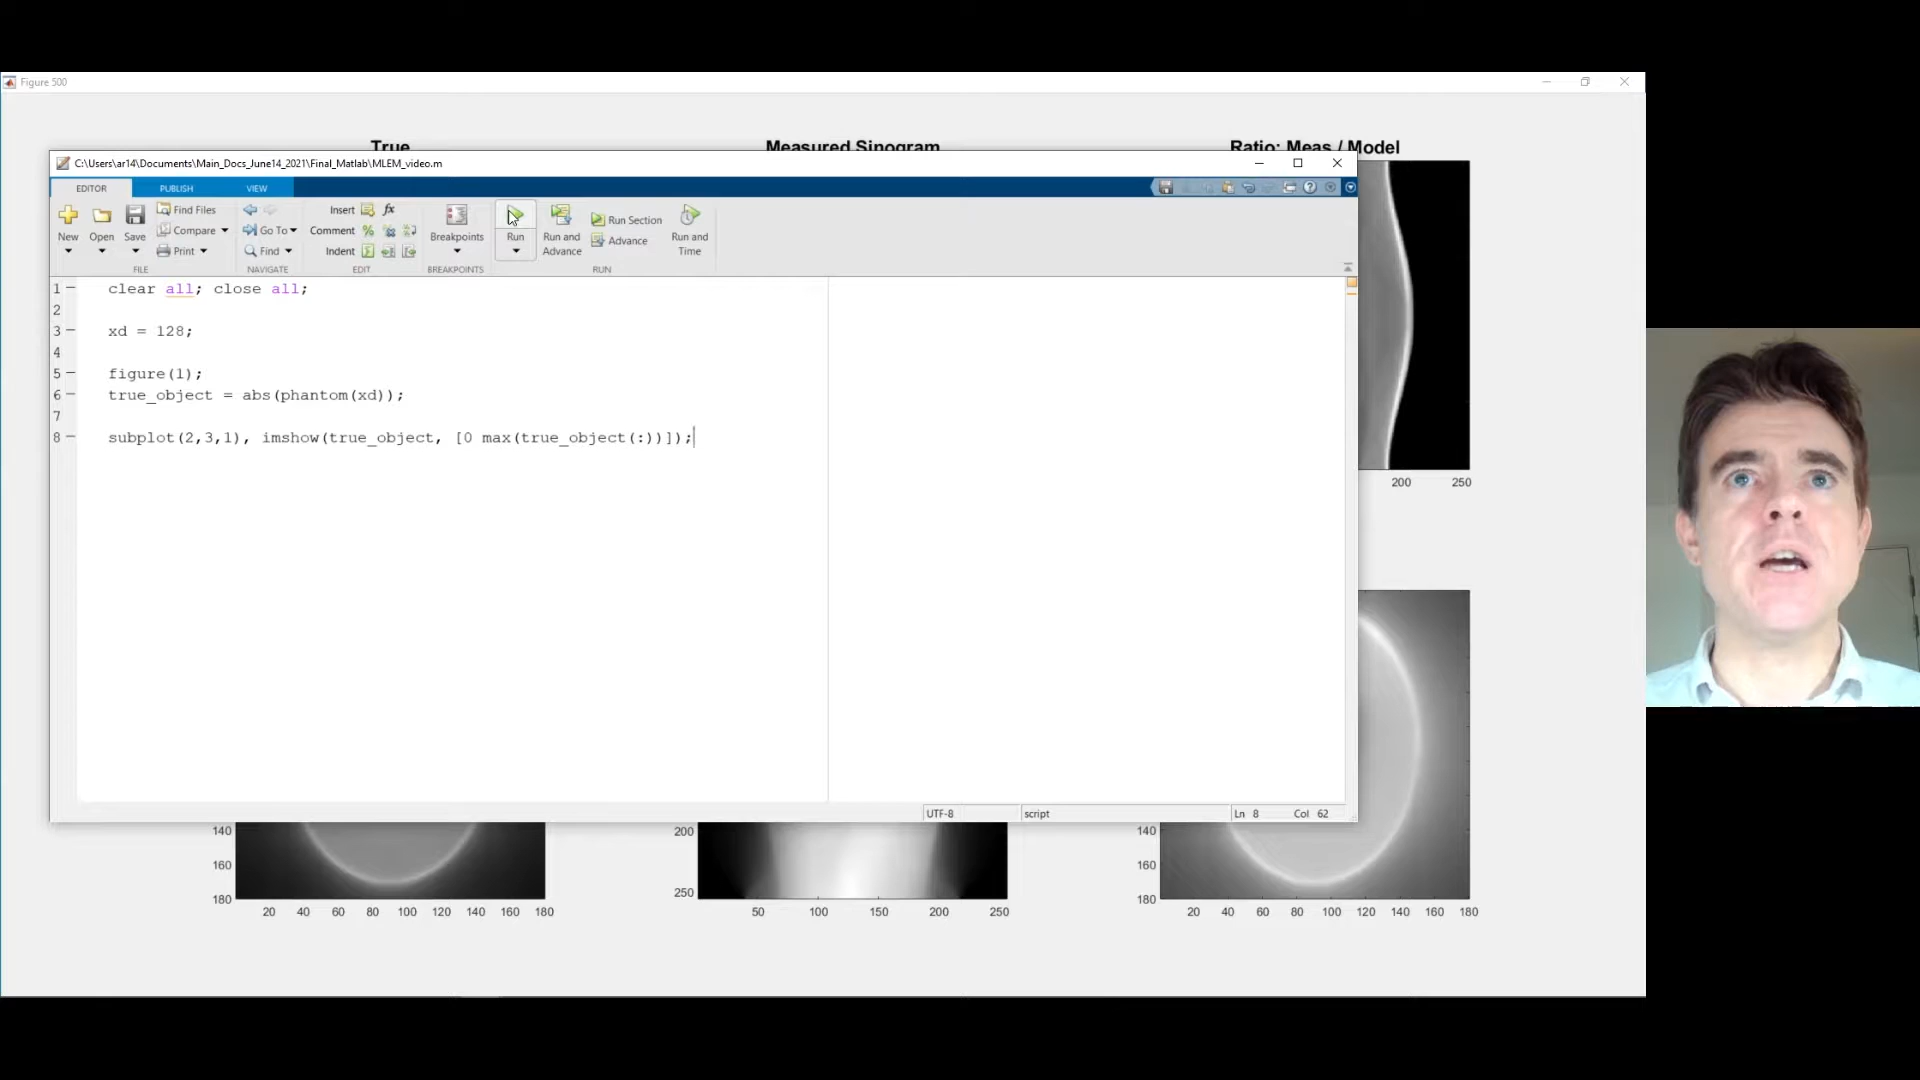 Figure 500
True
Measured Sinogram
Ratio: Meas / Model
C:\Users\ar14\Documents\Main_Docs_June14_2021\Final_Matlab\MLEM_video.m
EDITOR PUBLISH VIEW
New
Open
Save
Find Files
Compare
Print
FILE
Go To
Find
NAVIGATE
Insert fx
Comment %
Indent
EDIT
Breakpoints
BREAKPOINTS
Run
Run and
Advance
Run Section
Advance
Run and
Time
RUN
1 clear all; close all;
2
3 xd = 128;
4
5 figure(1);
6 true_object = abs(phantom(xd));
7
8 subplot(2,3,1), imshow(true_object, [0 max(true_object(:))]);
UTF-8 script Ln 8 Col 62
200 250
140
160
180
20 40 60 80 100 120 140 160 180
200
250
50 100 150 200 250
140
160
180
20 40 60 80 100 120 140 160 180